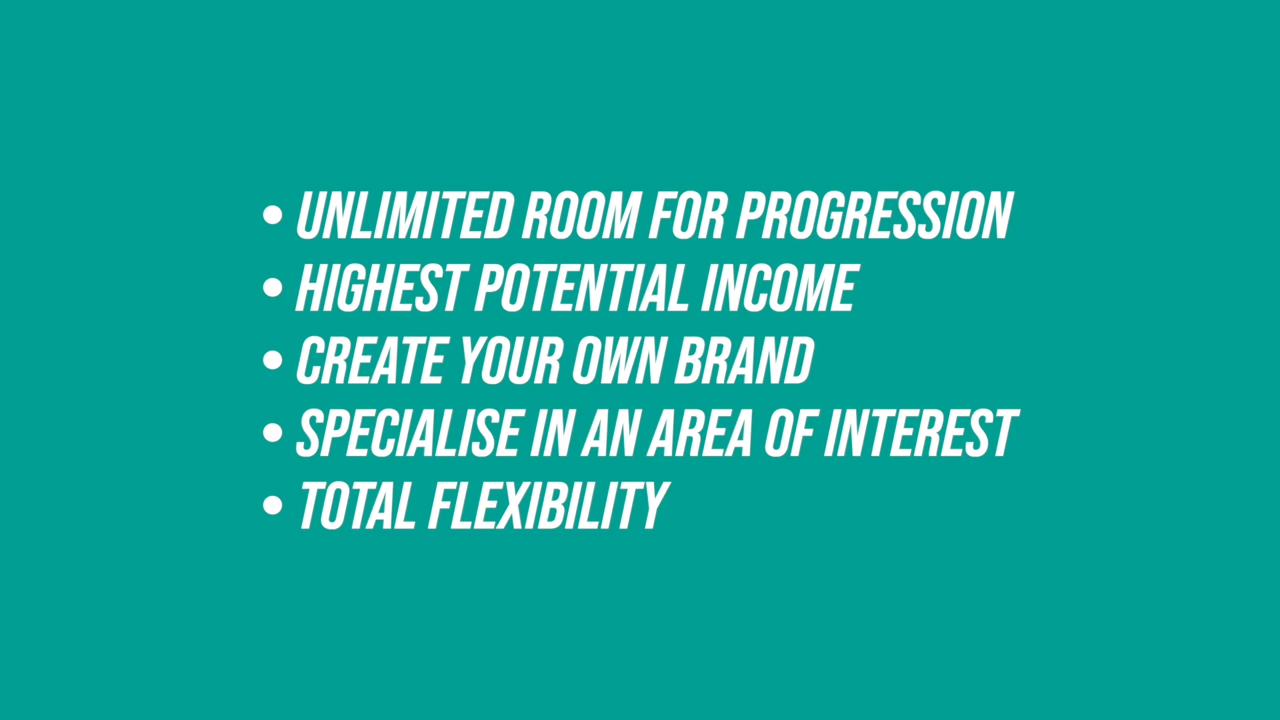 • UNLIMITED ROOM FOR PROGRESSION
• HIGHEST POTENTIAL INCOME
• CREATE YOUR OWN BRAND
• SPECIALISE IN AN AREA OF INTEREST
• TOTAL FLEXIBILITY